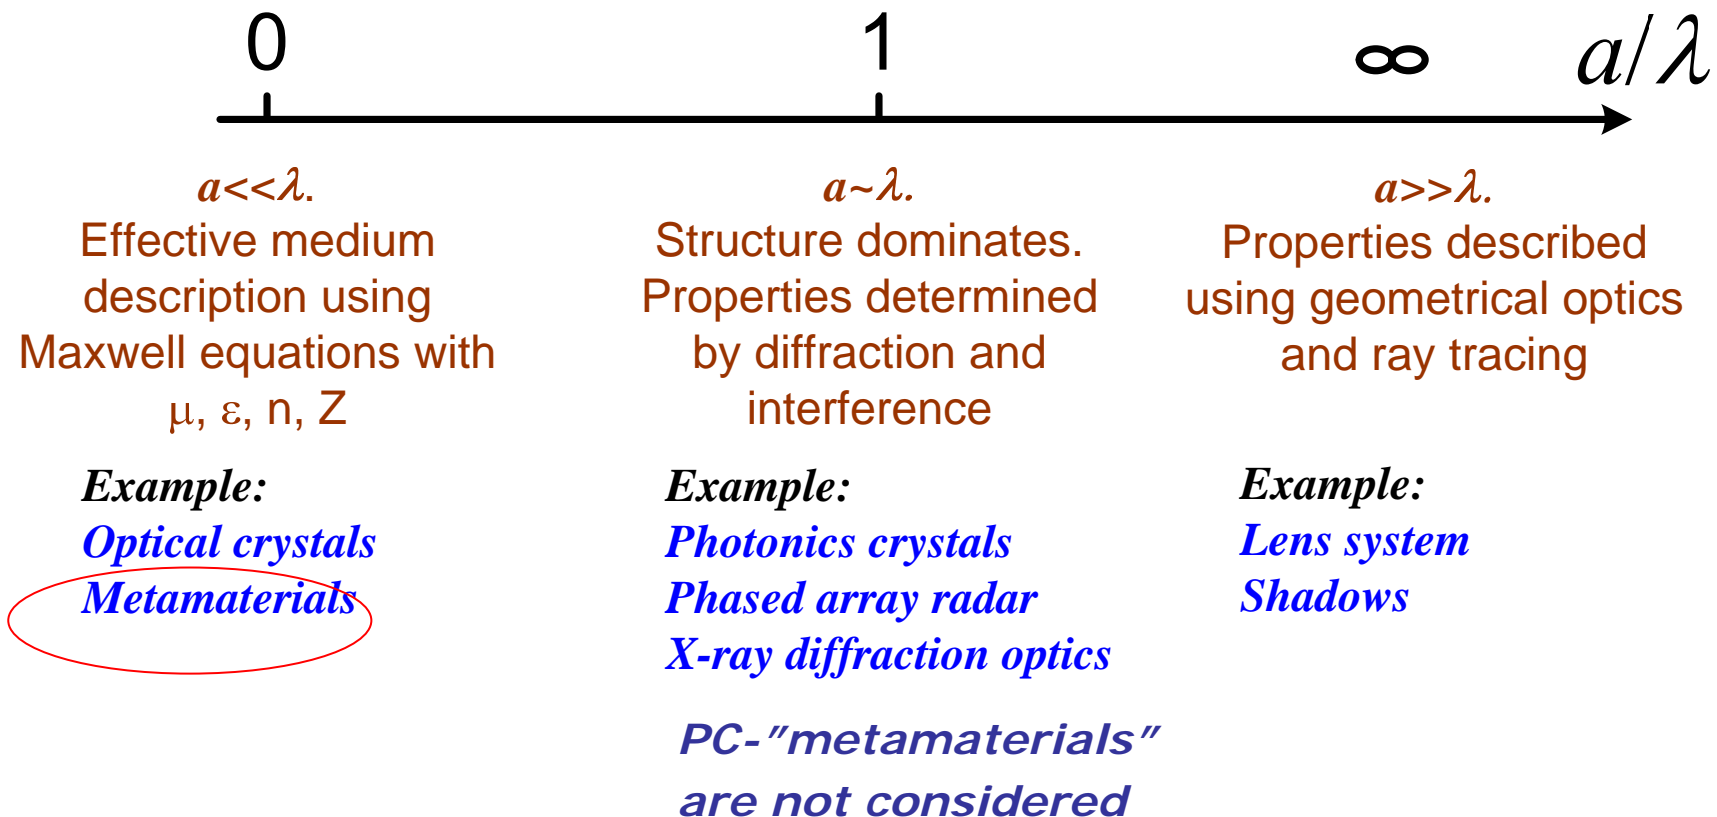 0
1
∞
a/λ
a<<λ.
Effective medium
description using
Maxwell equations with
μ, ε, n, Z
Example:
Optical crystals
Metamaterials
a~λ.
Structure dominates.
Properties determined
by diffraction and
interference
Example:
Photonics crystals
Phased array radar
X-ray diffraction optics
PC-"metamaterials"
are not considered
a>>λ.
Properties described
using geometrical optics
and ray tracing
Example:
Lens system
Shadows